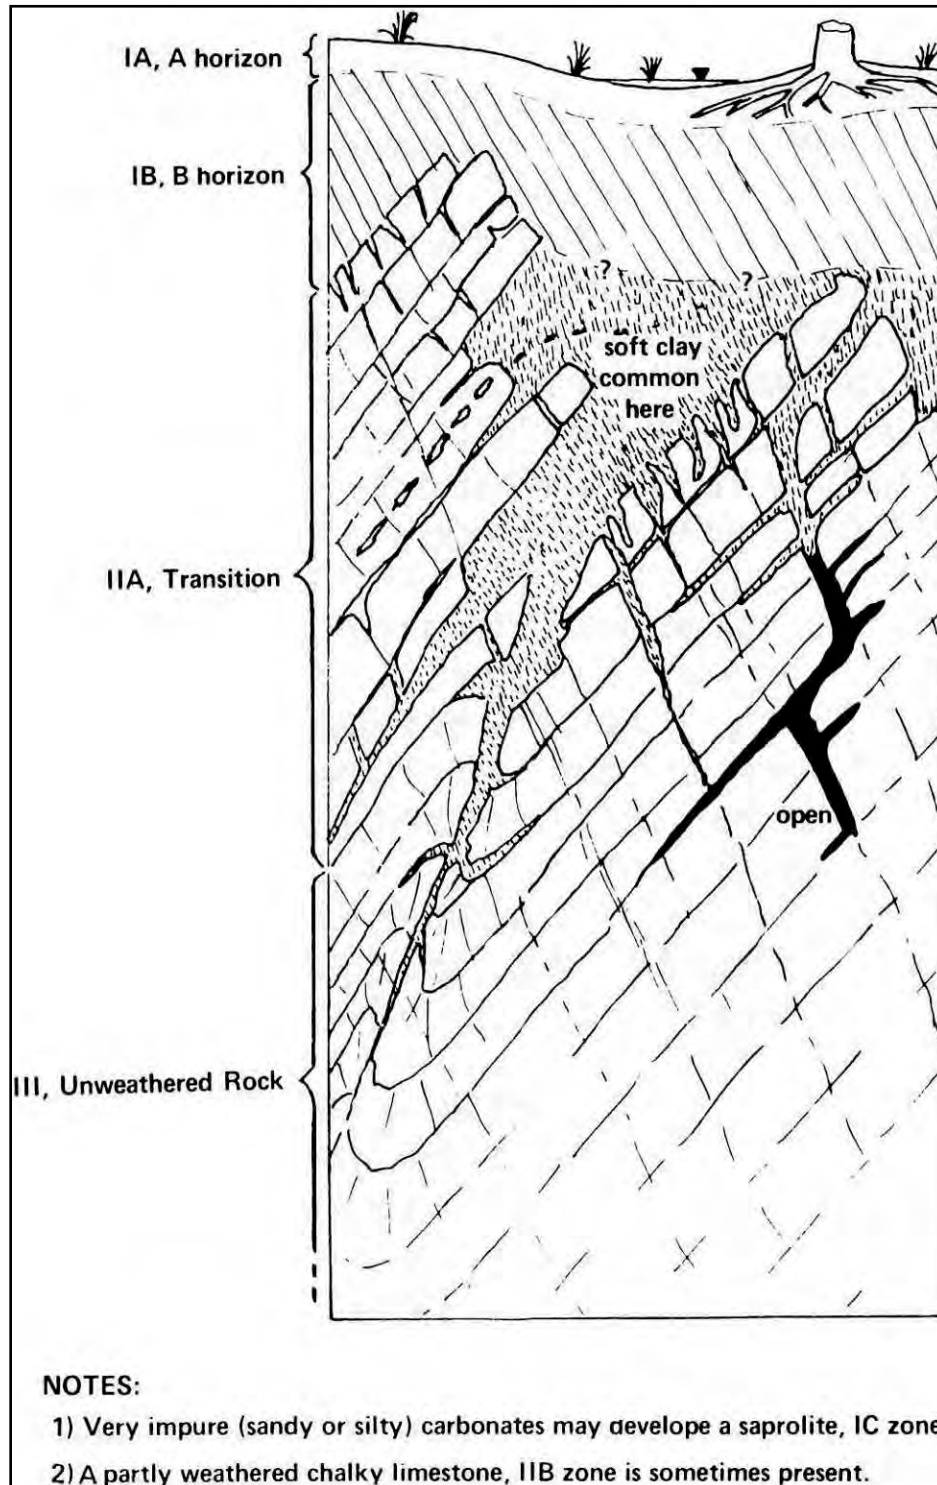 IA, A horizon
IB, B horizon
?
?
soft clay
common
here
IIA, Transition
open
III, Unweathered Rock
NOTES:
1) Very impure (sandy or silty) carbonates may develope a saprolite, IC zone
2) A partly weathered chalky limestone, IIB zone is sometimes present.